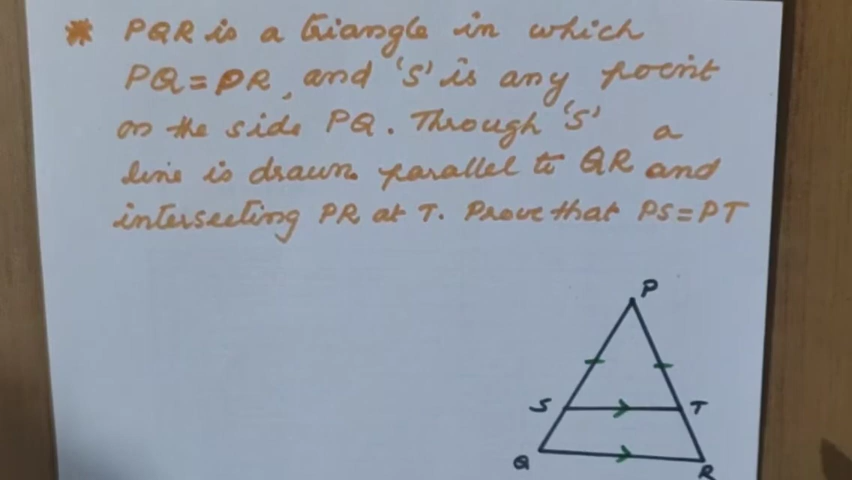 * PQR is a triangle in which
PQ = PR, and 'S' is any point
on the side PQ. Through 'S' a
line is drawn parallel to QR and
intersecting PR at T. Prove that PS = PT
P
S T
Q R